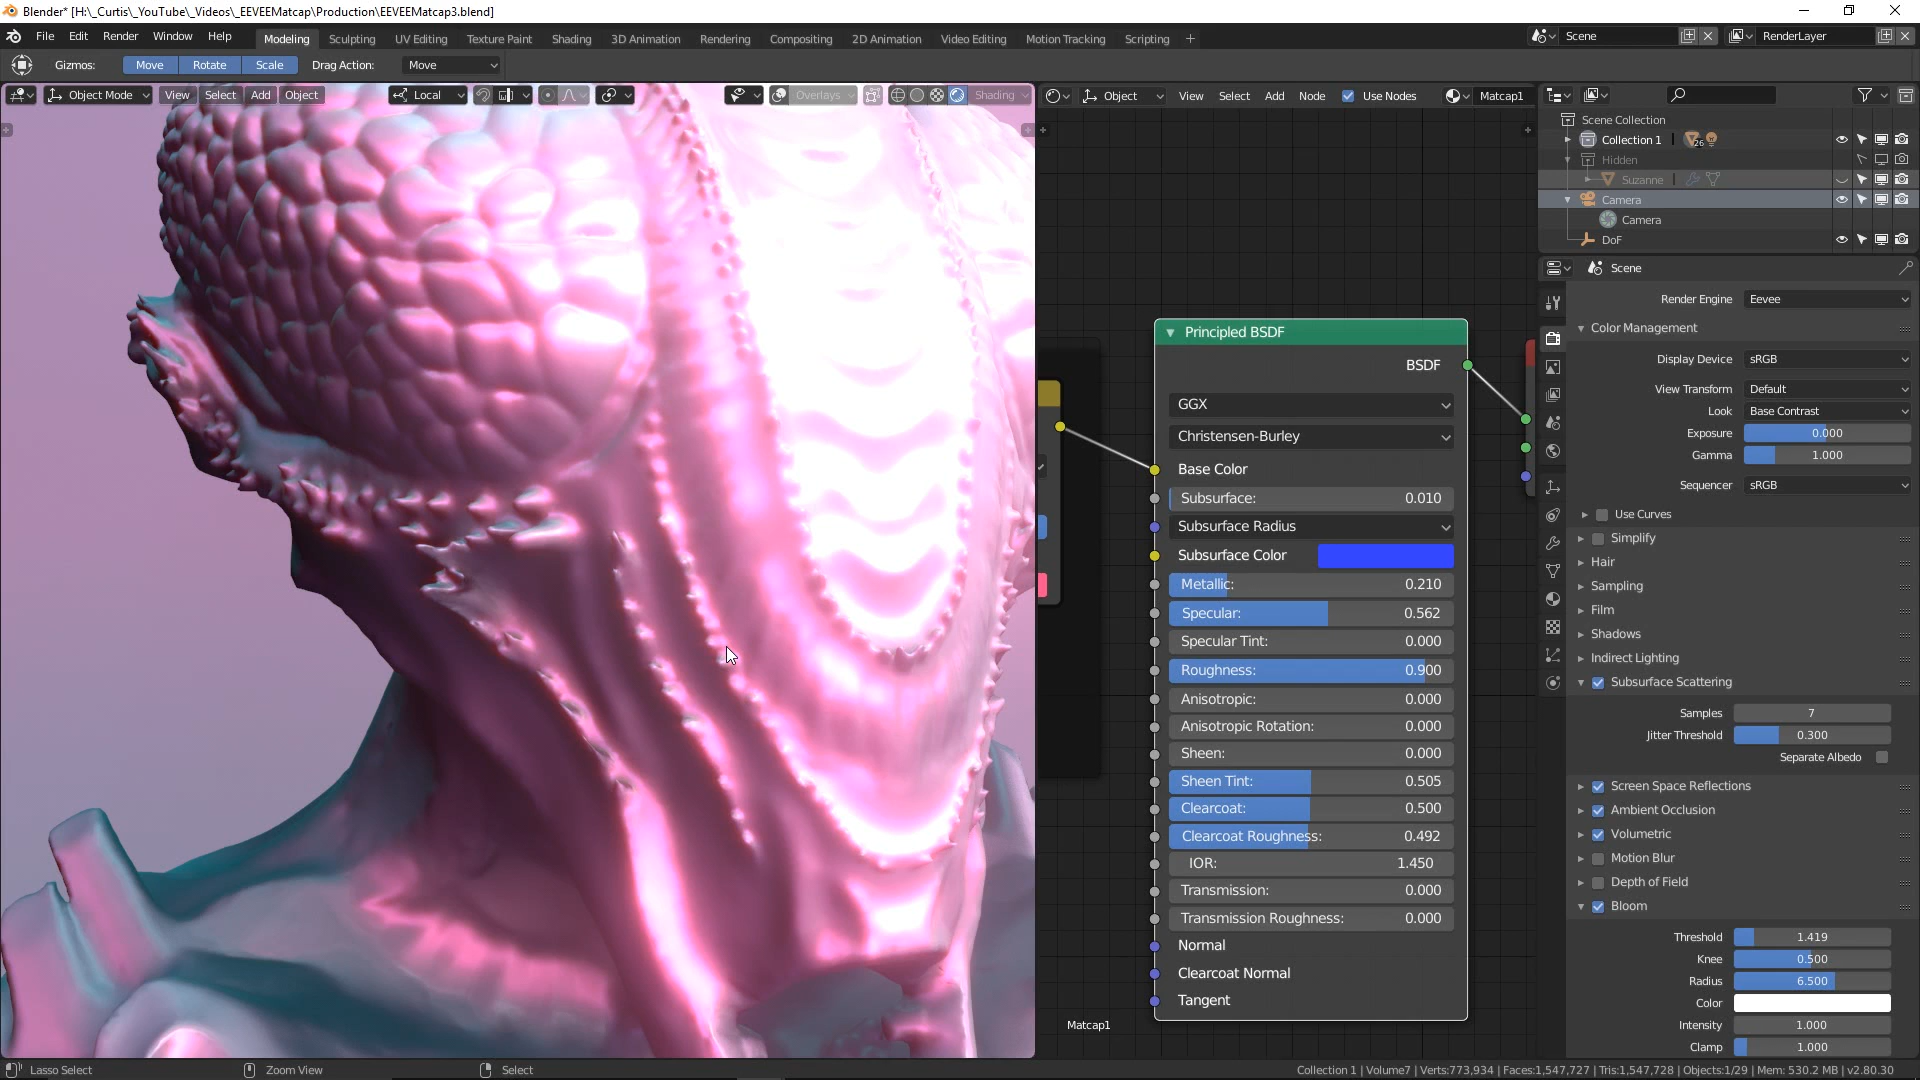 Blender* [H:\_Curtis\_YouTube\_Videos\_EEVEEMatcap\Production\EEVEEMatcap3.blend]
File Edit Render Window Help
Modeling Sculpting UV Editing Texture Paint Shading 3D Animation Rendering Compositing 2D Animation Video Editing Motion Tracking Scripting +
Scene
RenderLayer
Gizmos: Move Rotate Scale Drag Action: Move
Object Mode View Select Add Object Local Overlays Shading
Object View Select Add Node Use Nodes Matcap1
Scene Collection
Collection 1 26
Hidden
Suzanne
Camera
Camera
DoF
Scene
Render Engine Eevee
Color Management
Display Device sRGB
View Transform Default
Look Base Contrast
Exposure 0.000
Gamma 1.000
Sequencer sRGB
Use Curves
Simplify
Hair
Sampling
Film
Shadows
Indirect Lighting
Subsurface Scattering
Samples 7
Jitter Threshold 0.300
Separate Albedo
Screen Space Reflections
Ambient Occlusion
Volumetric
Motion Blur
Depth of Field
Bloom
Threshold 1.419
Knee 0.500
Radius 6.500
Color
Intensity 1.000
Clamp 1.000
Principled BSDF
BSDF
GGX
Christensen-Burley
Base Color
Subsurface: 0.010
Subsurface Radius
Subsurface Color
Metallic: 0.210
Specular: 0.562
Specular Tint: 0.000
Roughness: 0.900
Anisotropic: 0.000
Anisotropic Rotation: 0.000
Sheen: 0.000
Sheen Tint: 0.505
Clearcoat: 0.500
Clearcoat Roughness: 0.492
IOR: 1.450
Transmission: 0.000
Transmission Roughness: 0.000
Normal
Clearcoat Normal
Tangent
Matcap1
Lasso Select Zoom View Select
Collection 1 | Volume7 | Verts:773,934 | Faces:1,547,727 | Tris:1,547,728 | Objects:1/29 | Mem: 530.2 MB | v2.80.30